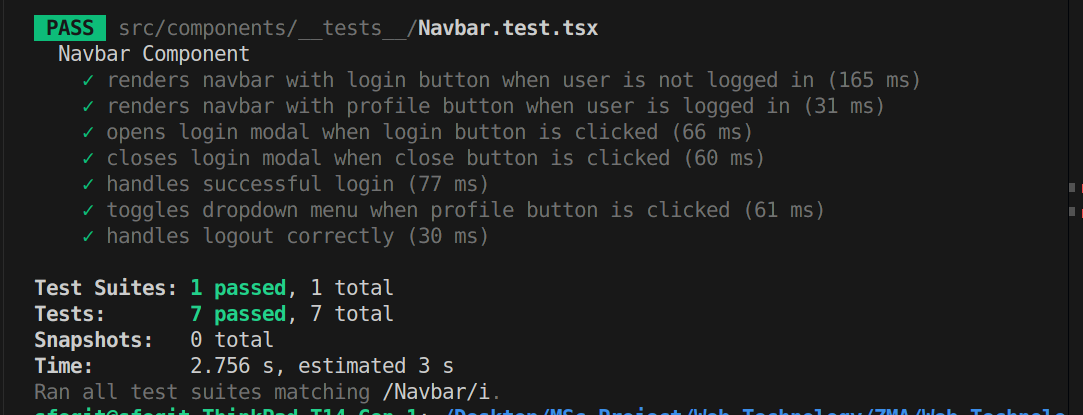 PASS src/components/__tests__/Navbar.test.tsx
Navbar Component
✓ renders navbar with login button when user is not logged in (165 ms)
✓ renders navbar with profile button when user is logged in (31 ms)
✓ opens login modal when login button is clicked (66 ms)
✓ closes login modal when close button is clicked (60 ms)
✓ handles successful login (77 ms)
✓ toggles dropdown menu when profile button is clicked (61 ms)
✓ handles logout correctly (30 ms)
Test Suites: 1 passed, 1 total
Tests: 7 passed, 7 total
Snapshots: 0 total
Time: 2.756 s, estimated 3 s
Ran all test suites matching /Navbar/i.